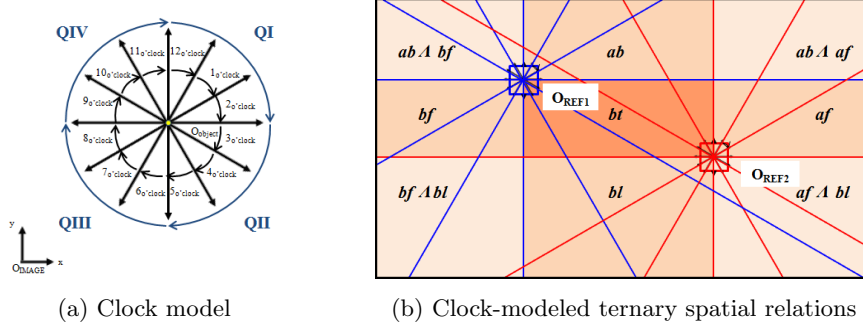 QIV
QI
11o'clock
12o'clock
10o'clock
1o'clock
9o'clock
2o'clock
Oobject
8o'clock
3o'clock
7o'clock
4o'clock
6o'clock
5o'clock
QIII
QII
y
OIMAGE
x
(a) Clock model
ab Λ bf
ab
ab Λ af
OREF1
bf
bt
af
OREF2
bf Λ bl
bl
af Λ bl
(b) Clock-modeled ternary spatial relations